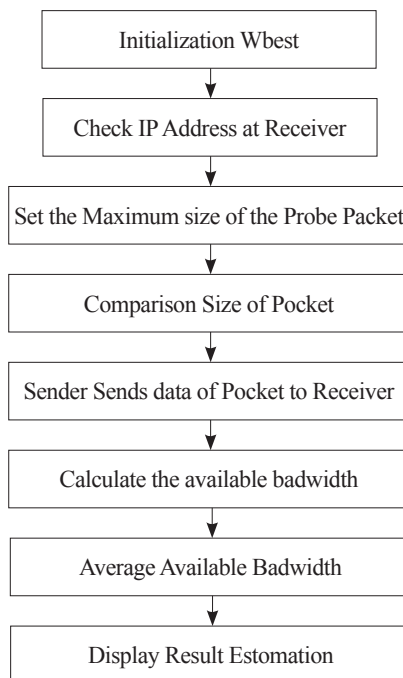 Initialization Wbest
Check IP Address at Receiver
Set the Maximum size of the Probe Packet
Comparison Size of Pocket
Sender Sends data of Pocket to Receiver
Calculate the available badwidth
Average Available Badwidth
Display Result Estomation